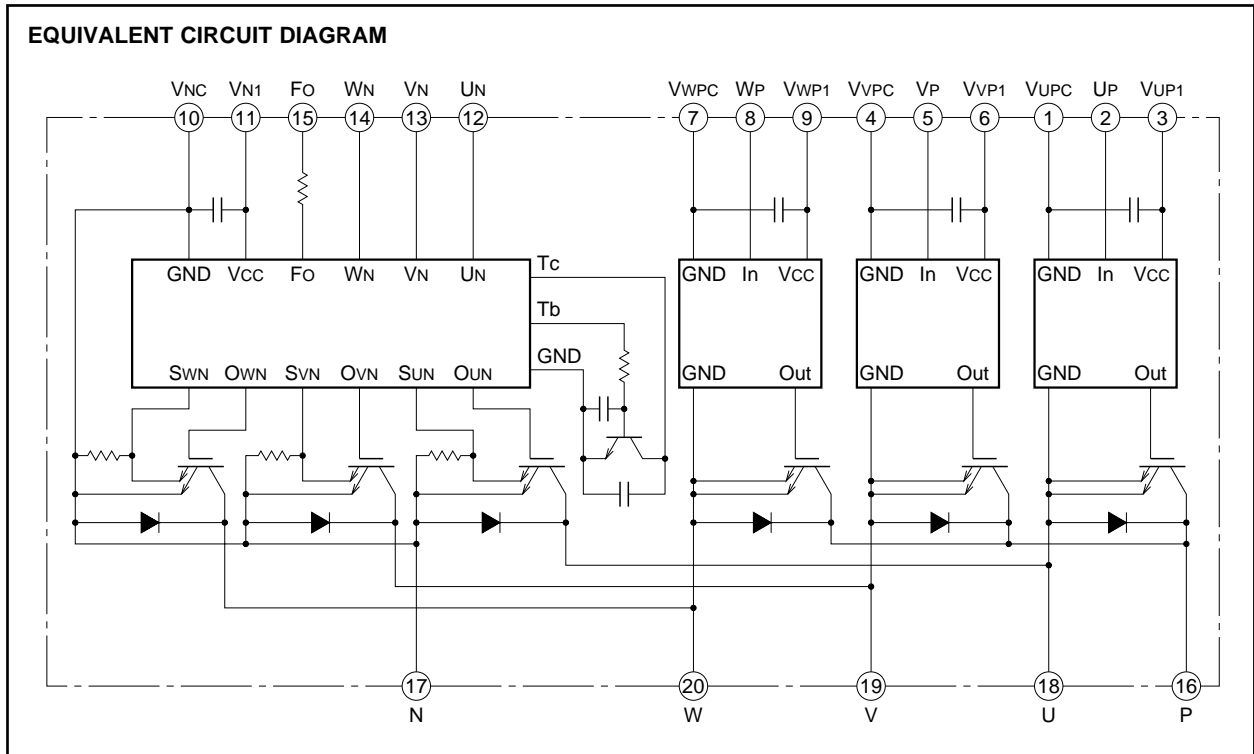 EQUIVALENT CIRCUIT DIAGRAM
VNC VN1 FO WN VN UN VWPC WP VWP1 VVPC VP VVP1 VUPC UP VUP1
10 11 15 14 13 12 7 8 9 4 5 6 1 2 3
GND VCC FO WN VN UN Tc GND In VCC GND In VCC GND In VCC
Tb
GND
SWN OWN SVN OVN SUN OUN GND Out GND Out GND Out
17 20 19 18 16
N W V U P